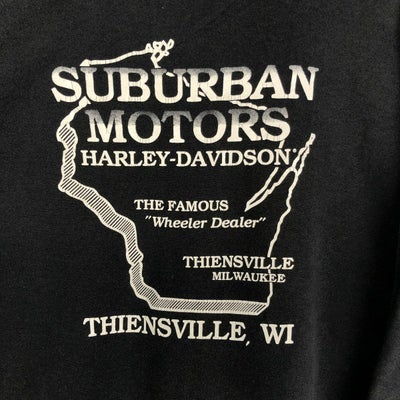 SUBURBAN
MOTORS
HARLEY-DAVIDSON
THE FAMOUS
"Wheeler Dealer"
THIENSVILLE
MILWAUKEE
THIENSVILLE, WI